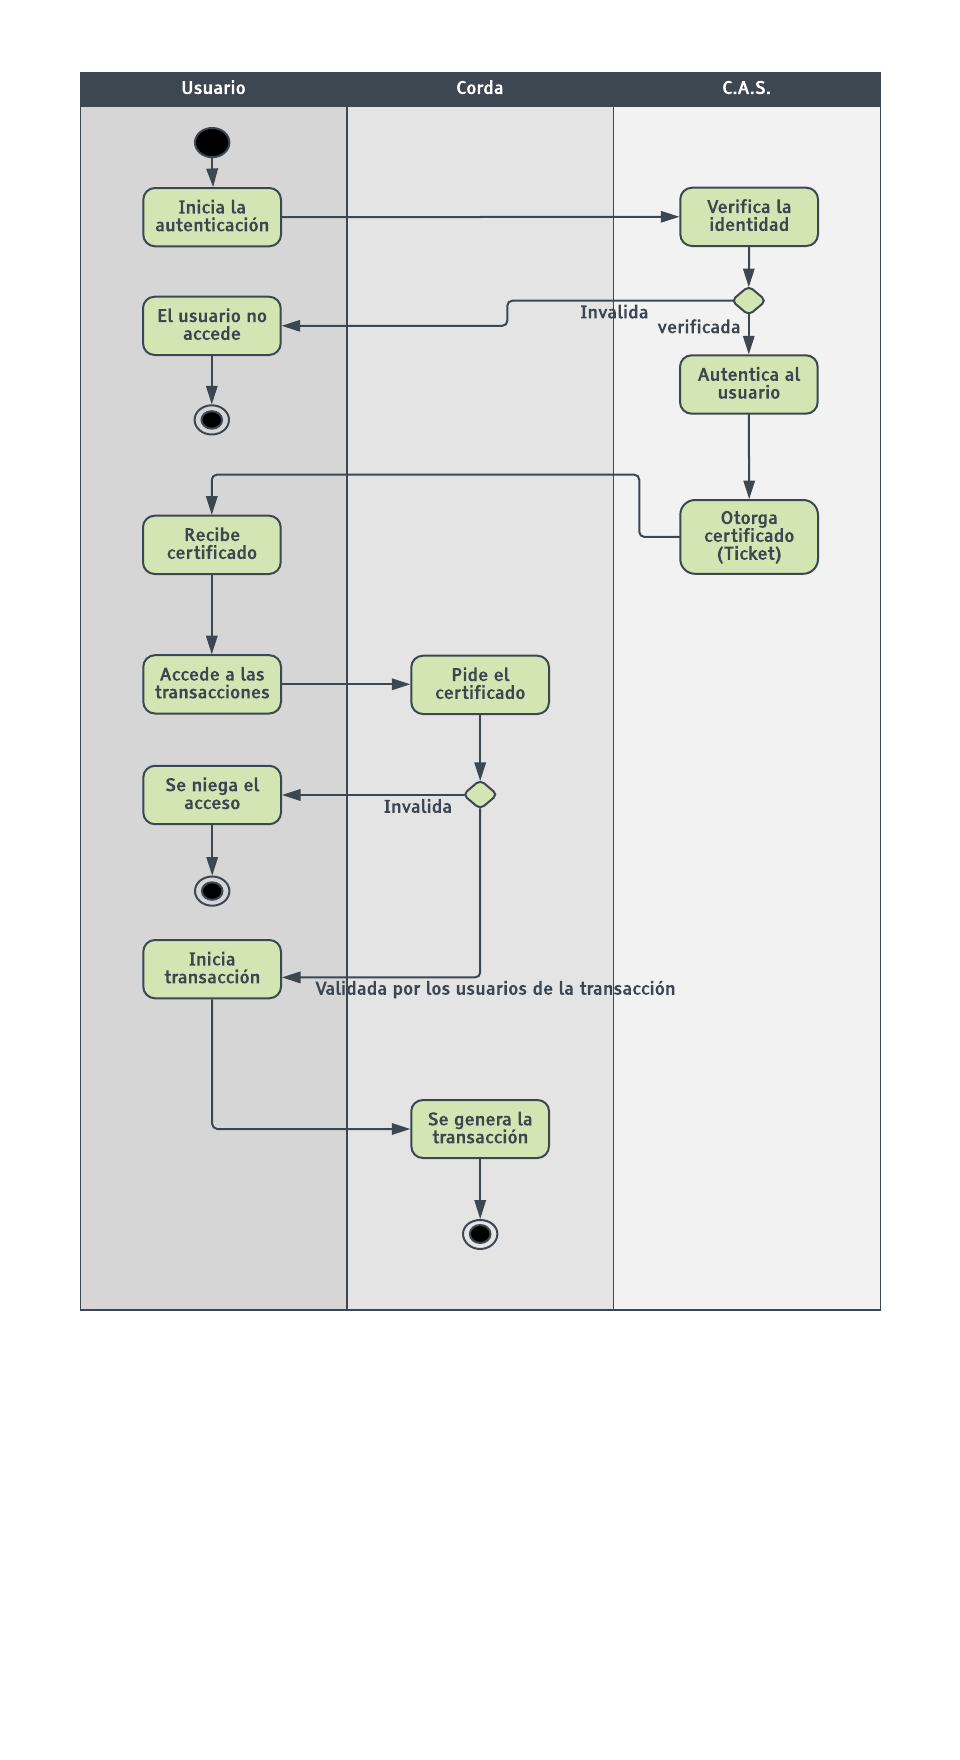 Usuario
Corda
C.A.S.
Inicia la
autenticación
Verifica la
identidad
Invalida
verificada
El usuario no
accede
Autentica al
usuario
Otorga
certificado
(Ticket)
Recibe
certificado
Accede a las
transacciones
Pide el
certificado
Se niega el
acceso
Invalida
Inicia
transacción
Validada por los usuarios de la transacción
Se genera la
transacción